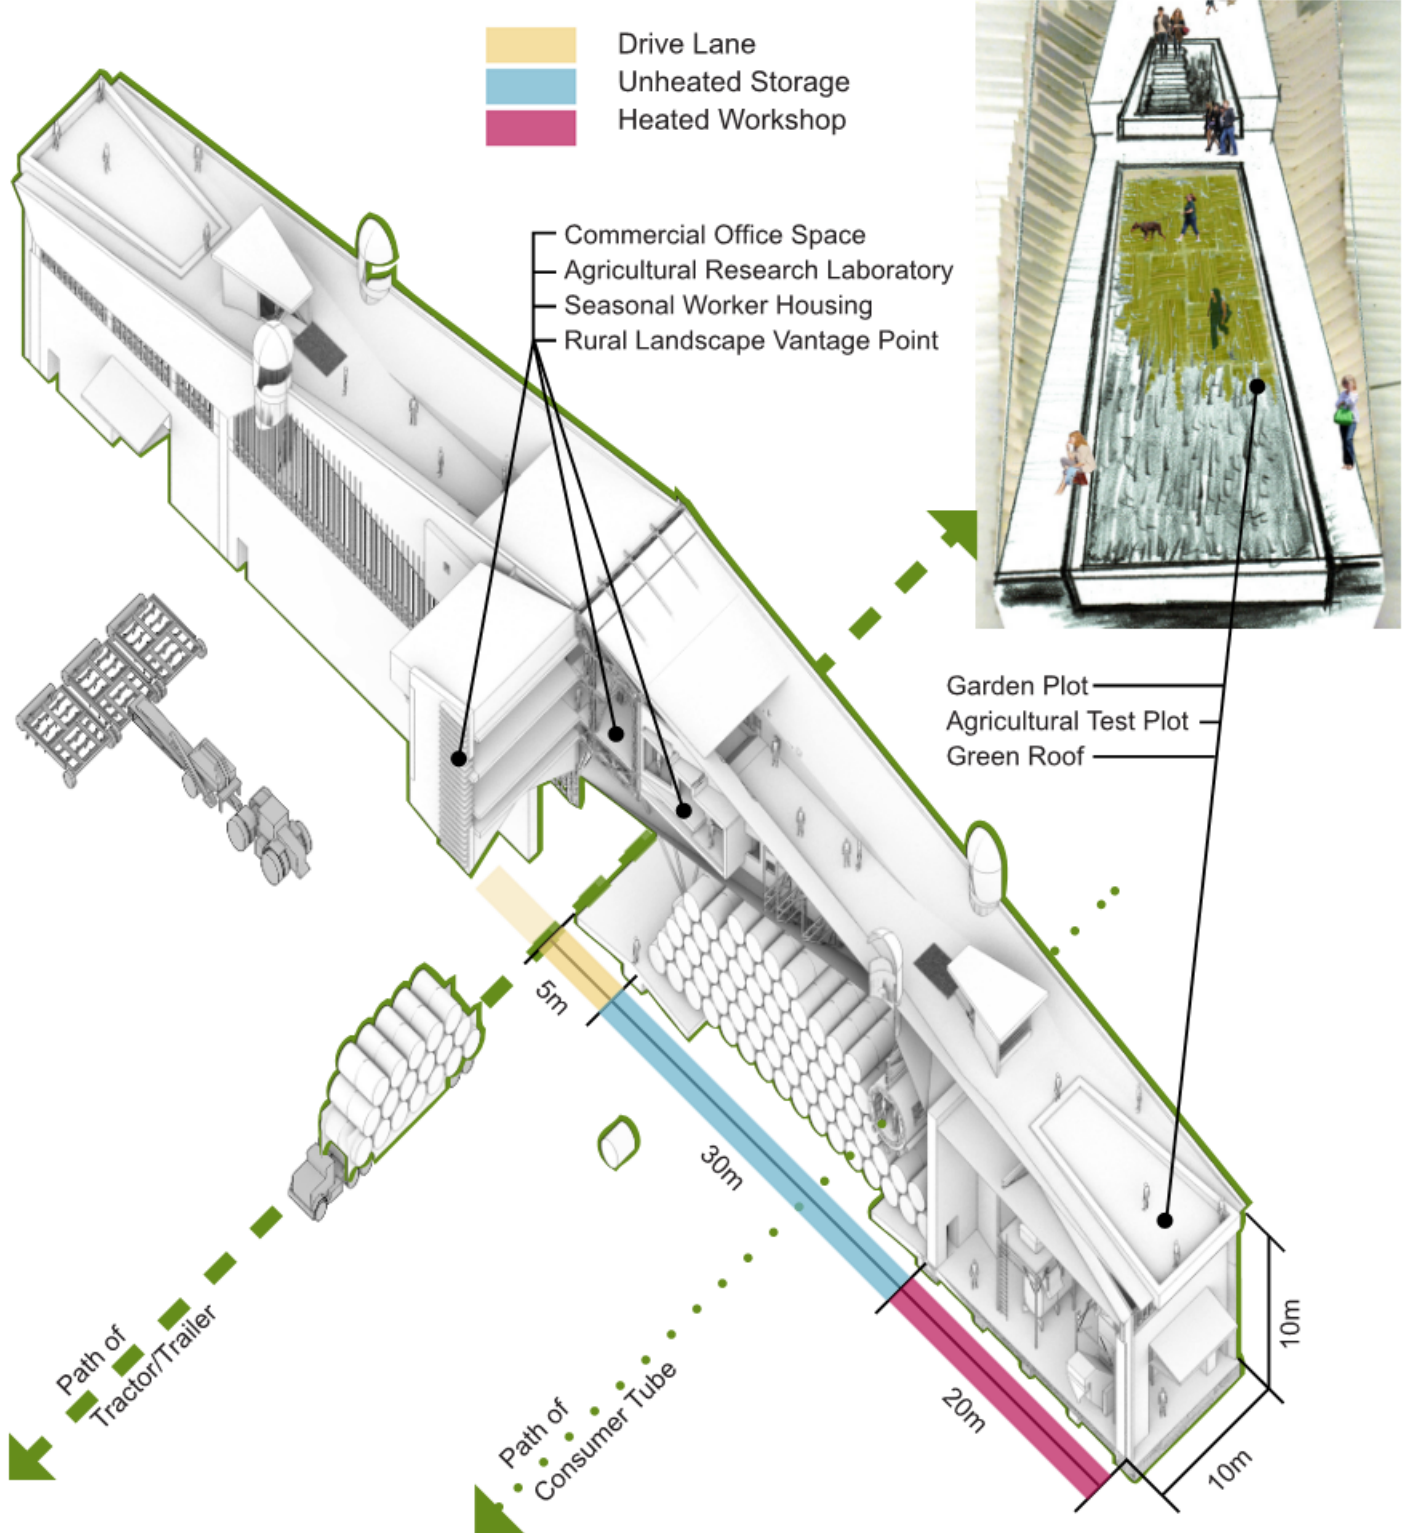 Drive Lane
Unheated Storage
Heated Workshop
Commercial Office Space
Agricultural Research Laboratory
Seasonal Worker Housing
Rural Landscape Vantage Point
Garden Plot
Agricultural Test Plot
Green Roof
5m
30m
20m
10m
10m
Path of
Tractor/Trailer
Path of
Consumer Tube